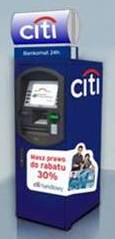 citi
Bankomat 24h
citi
Masz prawo
do rabatu
30%
citi handlowy